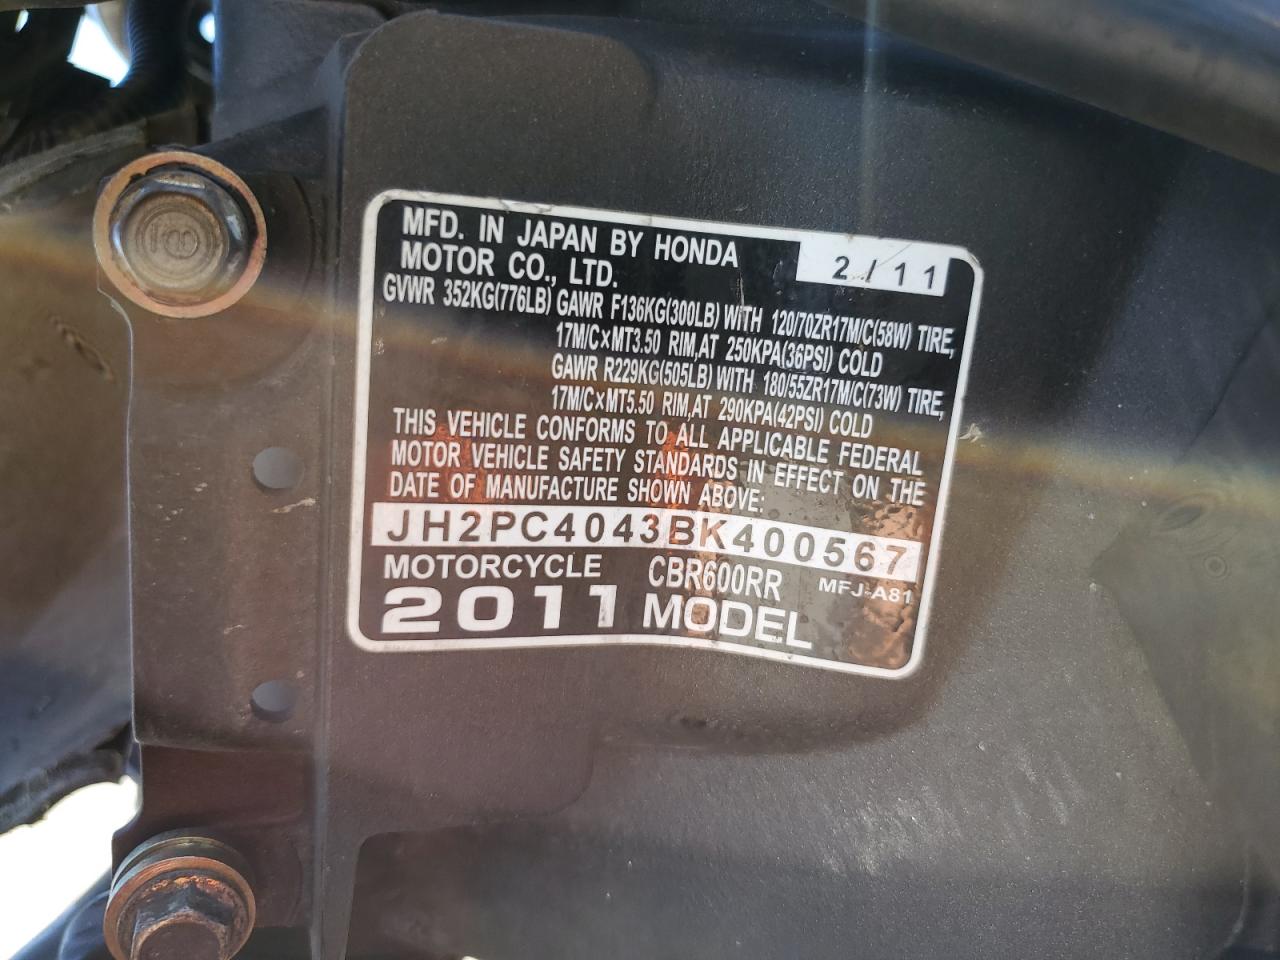 MFD. IN JAPAN BY HONDA 2/11
MOTOR CO., LTD.
GVWR 352KG(776LB) GAWR F136KG(300LB) WITH 120/70ZR17M/C(58W) TIRE,
17M/C×MT3.50 RIM,AT 250KPA(36PSI) COLD
GAWR R229KG(505LB) WITH 180/55ZR17M/C(73W) TIRE,
17M/C×MT5.50 RIM,AT 290KPA(42PSI) COLD
THIS VEHICLE CONFORMS TO ALL APPLICABLE FEDERAL
MOTOR VEHICLE SAFETY STANDARDS IN EFFECT ON THE
DATE OF MANUFACTURE SHOWN ABOVE:
JH2PC4043BK400567
MOTORCYCLE CBR600RR MFJ-A81
2011 MODEL